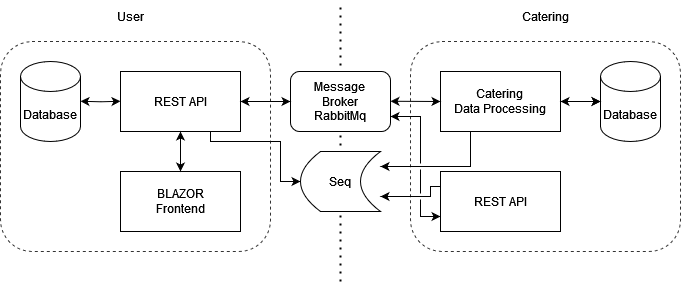 User
Catering
Database
REST API
Message
Broker
RabbitMq
Catering
Data Processing
Database
BLAZOR
Frontend
Seq
REST API